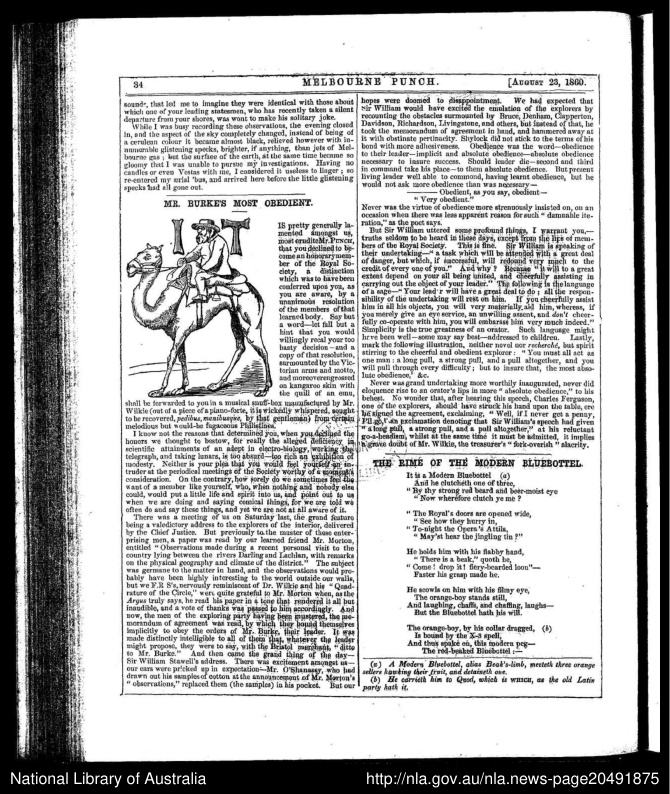 34
MELBOURNE PUNCH.
[AUGUST 23, 1860.
sound', that led me to imagine they were identical with those about
which one of your leading statesmen, who has recently taken a silent
departure from your shores, was wont to make his solitary joke.
While I was busy recording these observations, the evening closed
in, and the aspect of the sky completely changed, instead of being of
a cerulean colour it became almost black, relieved however with in-
numerable glistening specks, brighter, if anything, than jets of Mel-
bourne gas; but the surface of the earth, at the same time became so
gloomy that I was unable to pursue my investigations. Having no
candles or even Vestas with me, I considered it useless to linger; so
re-entored my ærial 'bus, and arrived here before the little glistening
specks had all gone out.
MR. BURKE'S MOST OBEDIENT.
IT
IS pretty generally la-
mented amongst us,
most erudite Mr. PUNCH,
that you declined to be-
come an honorary mem-
ber of the Royal So-
ciety, a distinction
which was to have been
conferred upon you, as
you are aware, by a
unanimous resolution
of the members of that
learned body. Say but
a word—let fall but a
hint that you would
willingly recal your too
hasty decision—and a
copy of that resolution,
surmounted by the Vic-
torian arms and motto,
and moreover engrossed
on kangaroo skin with
the quill of an emu,
shall be forwarded to you in a musical snuff-box manufactured by Mr.
Wilkie (out of a piece of a piano-forte, it is wickedly whispered, sought
to be recovered, pedibus, manibusque, by that gentleman) from certain
melodious but would-be fugaceous Philistines.
I know not the reasons that determined you, when you declined the
honors we thought to bestow, for really the alleged deficiency in
scientific attainments of an adept in electro-biology, working the
telegraph, and taking lunars, is too absurd—too rich an exhibition of
modesty. Neither is your plea that you would feel yourself an in-
truder at the periodical meetings of the Society worthy of a moment's
consideration. On the contrary, how sorely do we sometimes feel the
want of a member like yourself, who, when nothing and nobody else
could, would put a little life and spirit into us, and point out to us
when we are doing and saying comical things, for we are told we
often do and say these things, and yet we are not at all aware of it.
There was a meeting of us on Saturday last, the grand feature
being a valedictory address to the explorers of the interior, delivered
by the Chief Justice. But previously to the muster of these enter-
prising men, a paper was read by our learned friend Mr. Morton,
entitled "Observations made during a recent personal visit to the
country lying between the rivers Darling and Lachlan, with remarks
on the physical geography and climate of the district." The subject
was germane to the matter in hand, and the observations would pro-
bably have been highly interesting to the world outside our walls,
but we F.R S's, nervously reminiscent of Dr. Wilkie and his "Quad-
rature of the Circle," were quite grateful to Mr. Morton when, as the
Argus truly says, he read his paper in a tone that rendered it all but
inaudible, and a vote of thanks was passed to him accordingly. And
now, the men of the exploring party having been mustered, the me-
morandum of agreement was read, by which they bound themselves
implicitly to obey the orders of Mr. Burke, their leader. It was
made distinctly intelligible to all of them that, whatever the leader
might propose, they were to say, with the Bristol merchant, "ditto
to Mr. Burke." And then came the grand thing of the day—
Sir William Stawell's address. There was excitement amongst us—
our ears were pricked up in expectation—Mr. O'Shanassy, who had
drawn out his samples of cotton at the announcement of Mr. Morton's
"observations," replaced them (the samples) in his pocket. But our
hopes were doomed to disappointment. We had expected that
Sir William would have excited the emulation of the explorers by
recounting the obstacles surmounted by Bruce, Denham, Clapperton,
Davidson, Richardson, Livingstone, and others, but instead of that, he
took the memorandum of agreement in hand, and hammered away at
it with obstinate pertinacity. Shylock did not stick to the terms of his
bond with more adhesiveness. Obedience was the word—obedience
to their leader—implicit and absolute obedience—absolute obedience
necessary to insure success. Should leader die—second and third
in command take his place—to them absolute obedience. But present
living leader well able to command, having learnt obedience, but he
would not ask more obedience than was necessary—
——— Obedient, as you say, obedient—
"Very obedient."
Never was the virtue of obedience more strenuously insisted on, on an
occasion when there was less apparent reason for such "damnable ite-
ration," as the poet says.
But Sir William uttered some profound things, I warrant you,—
truths seldom to be heard in these days, except from the lips of mem-
bers of the Royal Society. This is fine. Sir William is speaking of
their undertaking—"a task which will be attended with a great deal
of danger, but which, if successful, will redound very much to the
credit of every one of you." And why? Because "it will to a great
extent depend on your all being united, and cheerfully assisting in
carrying out the object of your leader." The following is the language
of a sage—"Your leader will have a great deal to do; all the respon-
sibility of the undertaking will rest on him. If you cheerfully assist
him in all his objects, you will very materially aid him, whereas, if
you merely give an eye service, an unwilling assent, and don't cheer-
fully co-operate with him, you will embarrass him very much indeed."
Simplicity is the true greatness of an orator. Such language might
have been well—some may say best—addressed to children. Lastly,
mark the following illustration, neither novel nor recherché, but spirit
stirring to the cheerful and obedient explorer: "You must all act as
one man: a long pull, a strong pull, and a pull altogether, and you
will pull through every difficulty; but to insure that, the most abso-
lute obedience," &c.
Never was grand undertaking more worthily inaugurated, never did
eloquence rise to an orator's lips in more "absolute obedience," to his
behest. No wonder that, after hearing this speech, Charles Ferguson,
one of the explorers, should have struck his hand upon the table, ere
he signed the agreement, exclaiming, "Well, if I never get a penny,
I'll go,"—an exclamation denoting that Sir William's speech had given
"a long pull, a strong pull, and a pull altogether," at his reluctant
go-a-headism, whilst at the same time it must be admitted, it implies
a grave doubt of Mr. Wilkie, the treasurer's "fork-overish" alacrity.
THE RIME OF THE MODERN BLUEBOTTEL.
It is a Modern Bluebottel (a)
And he clutcheth one of three,
"By thy strong red beard and beer-moist eye
"Now wherefore clutch ye me?
"The Royal's doors are opened wide,
"See how they hurry in,
"To-night the Opera's Attila,
"May'st hear the jingling tin?"
He holds him with his flabby hand,
"There is a beak," quoth he,
"Come! drop it! fiery-bearded loon"—
Faster his grasp made he.
He scowls on him with his filmy eye,
The orange-boy stands still,
And laughing, chaffs, and chaffing, laughs—
But the Bluebottel hath his will.
The orange-boy, by his collar dragged, (b)
Is bound by the X-3 spell,
And thus spake on, this modern peg—
The red-beaked Bluebottel:—
(a) A Modern Bluebottel, alias Beak's-limb, meeteth three orange
sellers hawking their fruit, and detaineth one.
(b) He carrieth him to Quod, which is WHICH, as the old Latin
party hath it.
National Library of Australia
http://nla.gov.au/nla.news-page20491875